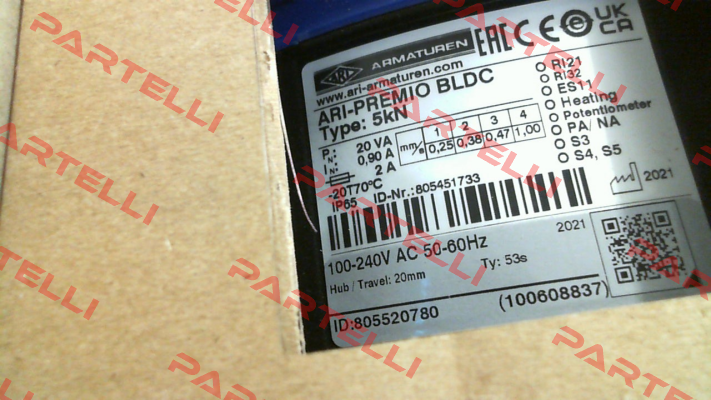 ARI ARMATUREN EAC CE UK CA
www.ari-armaturen.com
ARI-PREMIO BLDC
Type: 5kN
PN: 20 VA
IN: 0,90 A
2 A
mm/s 1 2 3 4
0,25 0,38 0,47 1,00
-20T70°C
IP65 ID-Nr.:805451733
RI21
RI32
ES11
Heating
Potentiometer
PA/ NA
S3
S4, S5
2021
2021
100-240V AC 50-60Hz
Hub / Travel: 20mm
Ty: 53s
ID:805520780 (100608837)
PARTELLI
PARTELLI
PARTELLI
PARTELLI
PARTELLI
PARTELLI
PARTELLI
PARTELLI